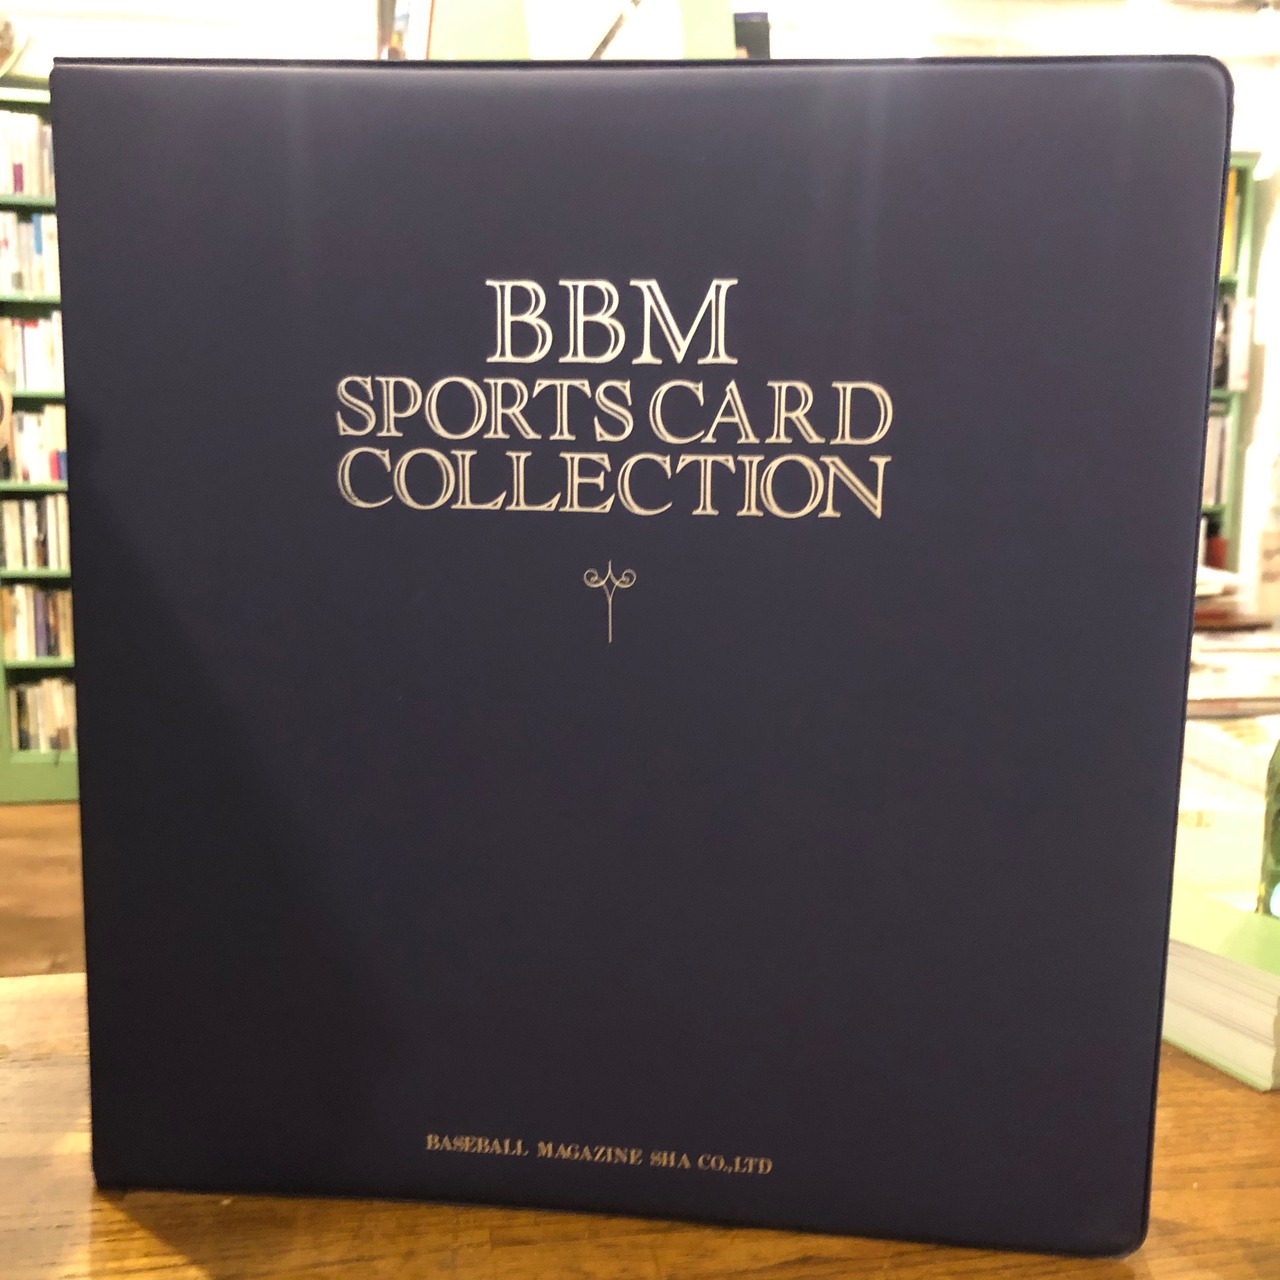 BBM
SPORTS CARD
COLLECTION
BASEBALL MAGAZINE SHA CO.,LTD